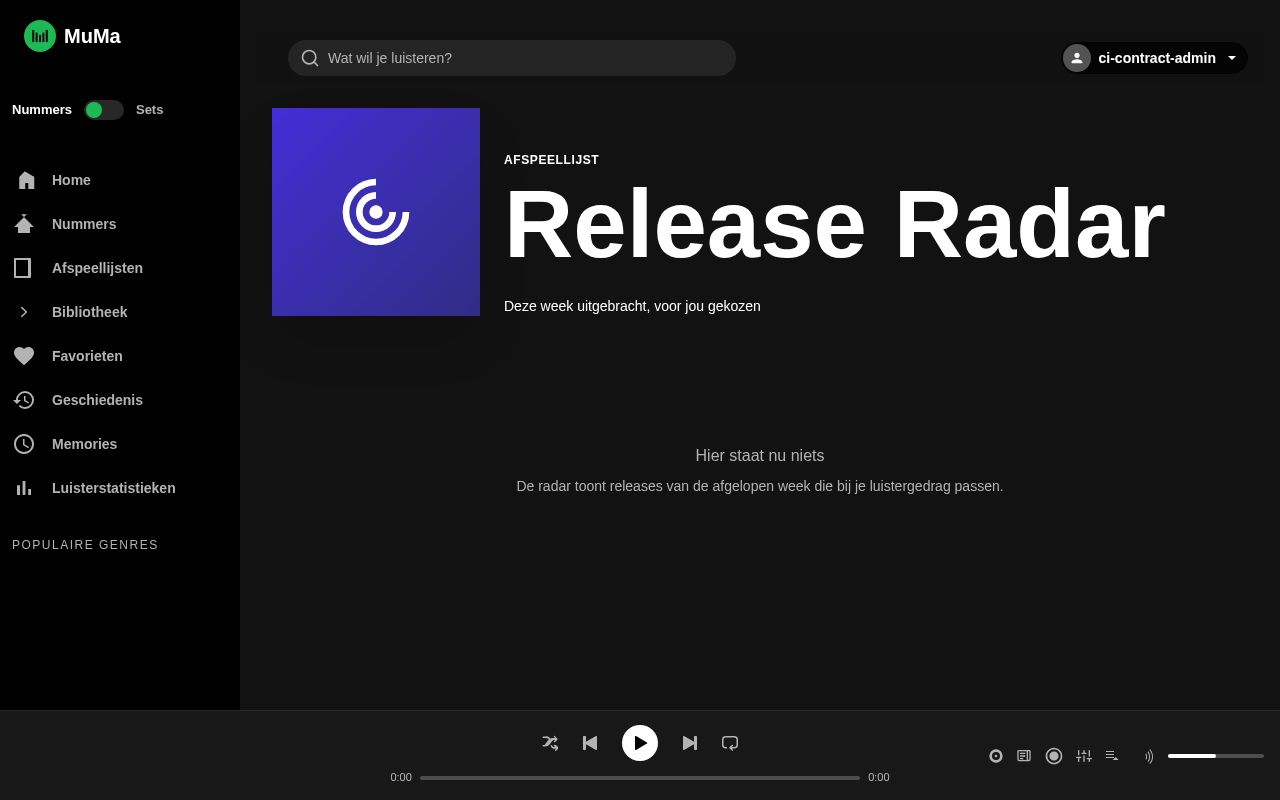 MuMa
Wat wil je luisteren?
ci-contract-admin
Nummers
Sets
Home
Nummers
Afspeellijsten
Bibliotheek
Favorieten
Geschiedenis
Memories
Luisterstatistieken
POPULAIRE GENRES
AFSPEELLIJST
Release Radar
Deze week uitgebracht, voor jou gekozen
Hier staat nu niets
De radar toont releases van de afgelopen week die bij je luistergedrag passen.
0:00
0:00